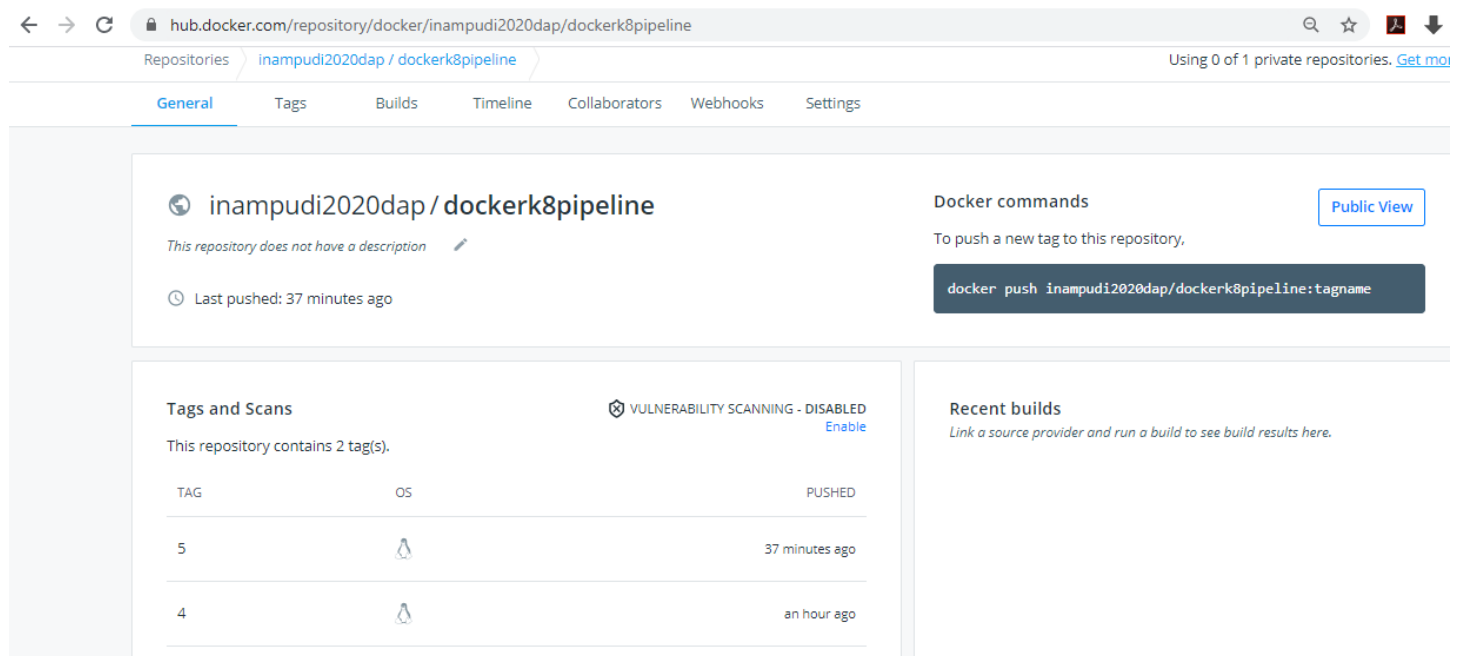 hub.docker.com/repository/docker/inampudi2020dap/dockerk8pipeline
Repositories inampudi2020dap / dockerk8pipeline Using 0 of 1 private repositories. Get mor
General Tags Builds Timeline Collaborators Webhooks Settings
inampudi2020dap / dockerk8pipeline
This repository does not have a description
Last pushed: 37 minutes ago
Docker commands
Public View
To push a new tag to this repository,
docker push inampudi2020dap/dockerk8pipeline:tagname
Tags and Scans
VULNERABILITY SCANNING - DISABLED
Enable
This repository contains 2 tag(s).
TAG OS PUSHED
5 37 minutes ago
4 an hour ago
Recent builds
Link a source provider and run a build to see build results here.